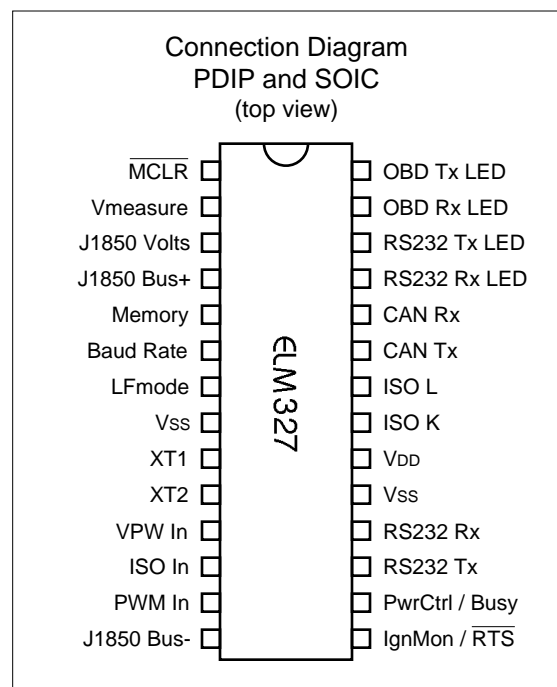 Connection Diagram
PDIP and SOIC
(top view)
MCLR OBD Tx LED
Vmeasure OBD Rx LED
J1850 Volts RS232 Tx LED
J1850 Bus+ RS232 Rx LED
Memory CAN Rx
Baud Rate CAN Tx
LFmode ISO L
VSS ISO K
XT1 VDD
XT2 VSS
VPW In RS232 Rx
ISO In RS232 Tx
PWM In PwrCtrl / Busy
J1850 Bus- IgnMon / RTS
ELM327